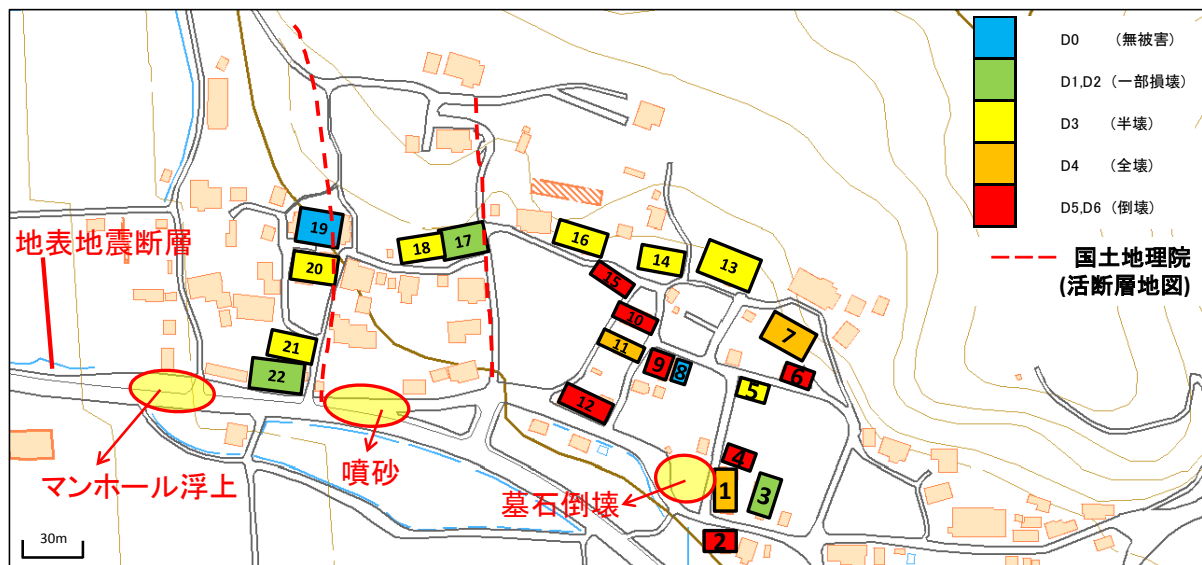 D0 （無被害）
D1,D2 （一部損壊）
D3 （半壊）
D4 （全壊）
D5,D6 （倒壊）
国土地理院
(活断層地図)
地表地震断層
19
20
18
17
16
14
13
15
10
11
7
9
8
6
5
12
21
22
4
1
3
2
マンホール浮上
噴砂
墓石倒壊
30m